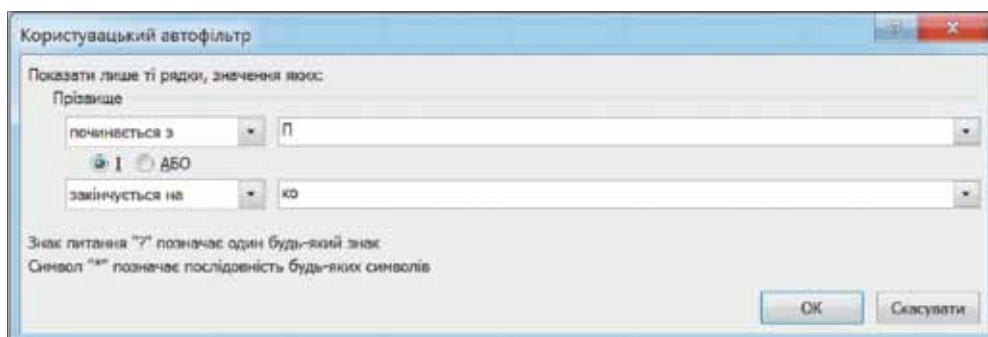 Користувацький автофільтр
Показати лише ті рядки, значення яких:
Прізвище
починається з П
І АБО
закінчується на ко
Знак питання "?" позначає один будь-який знак
Символ "*" позначає послідовність будь-яких символів
ОК Скасувати